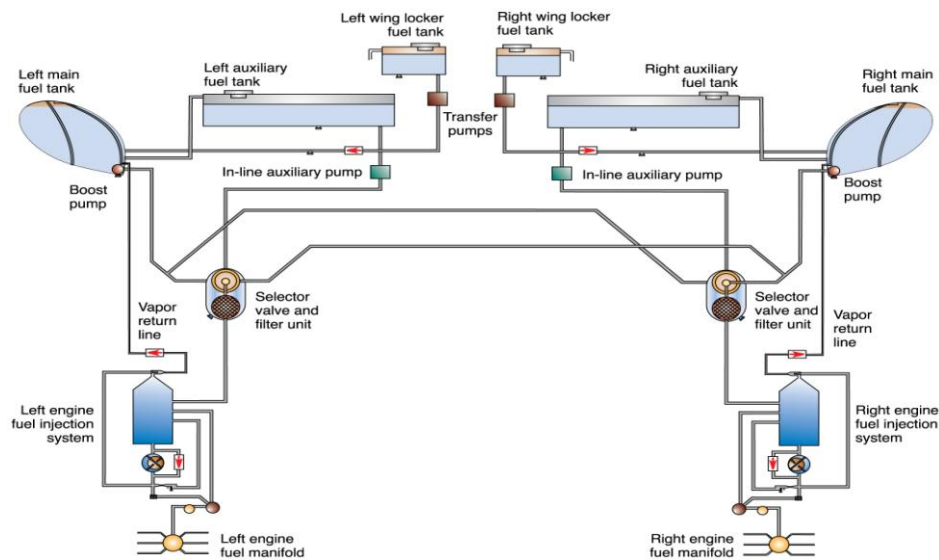 Left wing locker
fuel tank
Right wing locker
fuel tank
Left main
fuel tank
Left auxiliary
fuel tank
Right auxiliary
fuel tank
Right main
fuel tank
Transfer
pumps
In-line auxiliary pump
In-line auxiliary pump
Boost
pump
Boost
pump
Vapor
return
line
Selector
valve and
filter unit
Selector
valve and
filter unit
Vapor
return
line
Left engine
fuel injection
system
Right engine
fuel injection
system
Left engine
fuel manifold
Right engine
fuel manifold